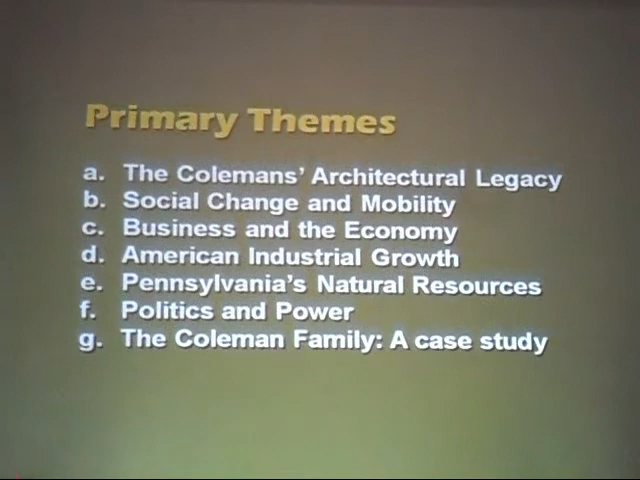 Primary Themes
a. The Colemans' Architectural Legacy
b. Social Change and Mobility
c. Business and the Economy
d. American Industrial Growth
e. Pennsylvania's Natural Resources
f. Politics and Power
g. The Coleman Family: A case study